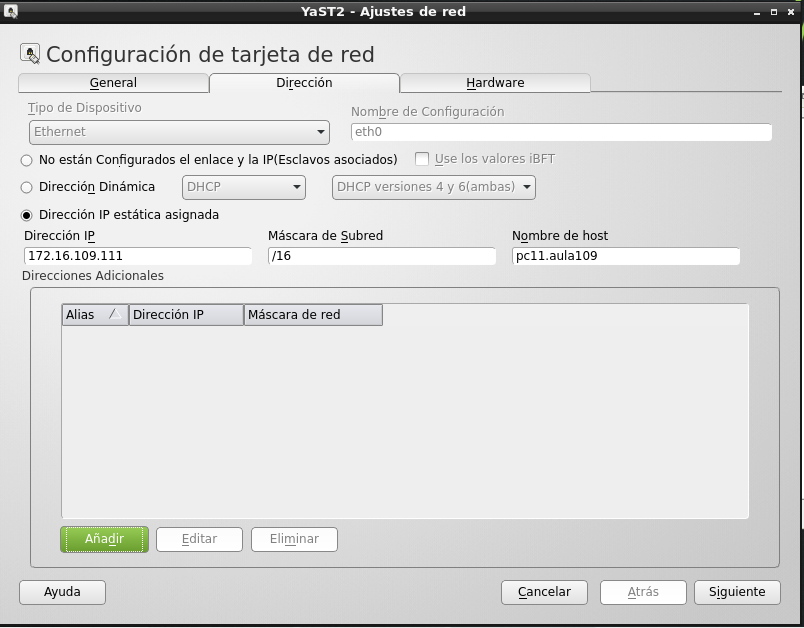 YaST2 - Ajustes de red
Configuración de tarjeta de red
General Dirección Hardware
Tipo de Dispositivo Nombre de Configuración
Ethernet eth0
No están Configurados el enlace y la IP(Esclavos asociados) Use los valores iBFT
Dirección Dinámica DHCP DHCP versiones 4 y 6(ambas)
Dirección IP estática asignada
Dirección IP Máscara de Subred Nombre de host
172.16.109.111 /16 pc11.aula109
Direcciones Adicionales
Alias Dirección IP Máscara de red
Añadir Editar Eliminar
Ayuda Cancelar Atrás Siguiente